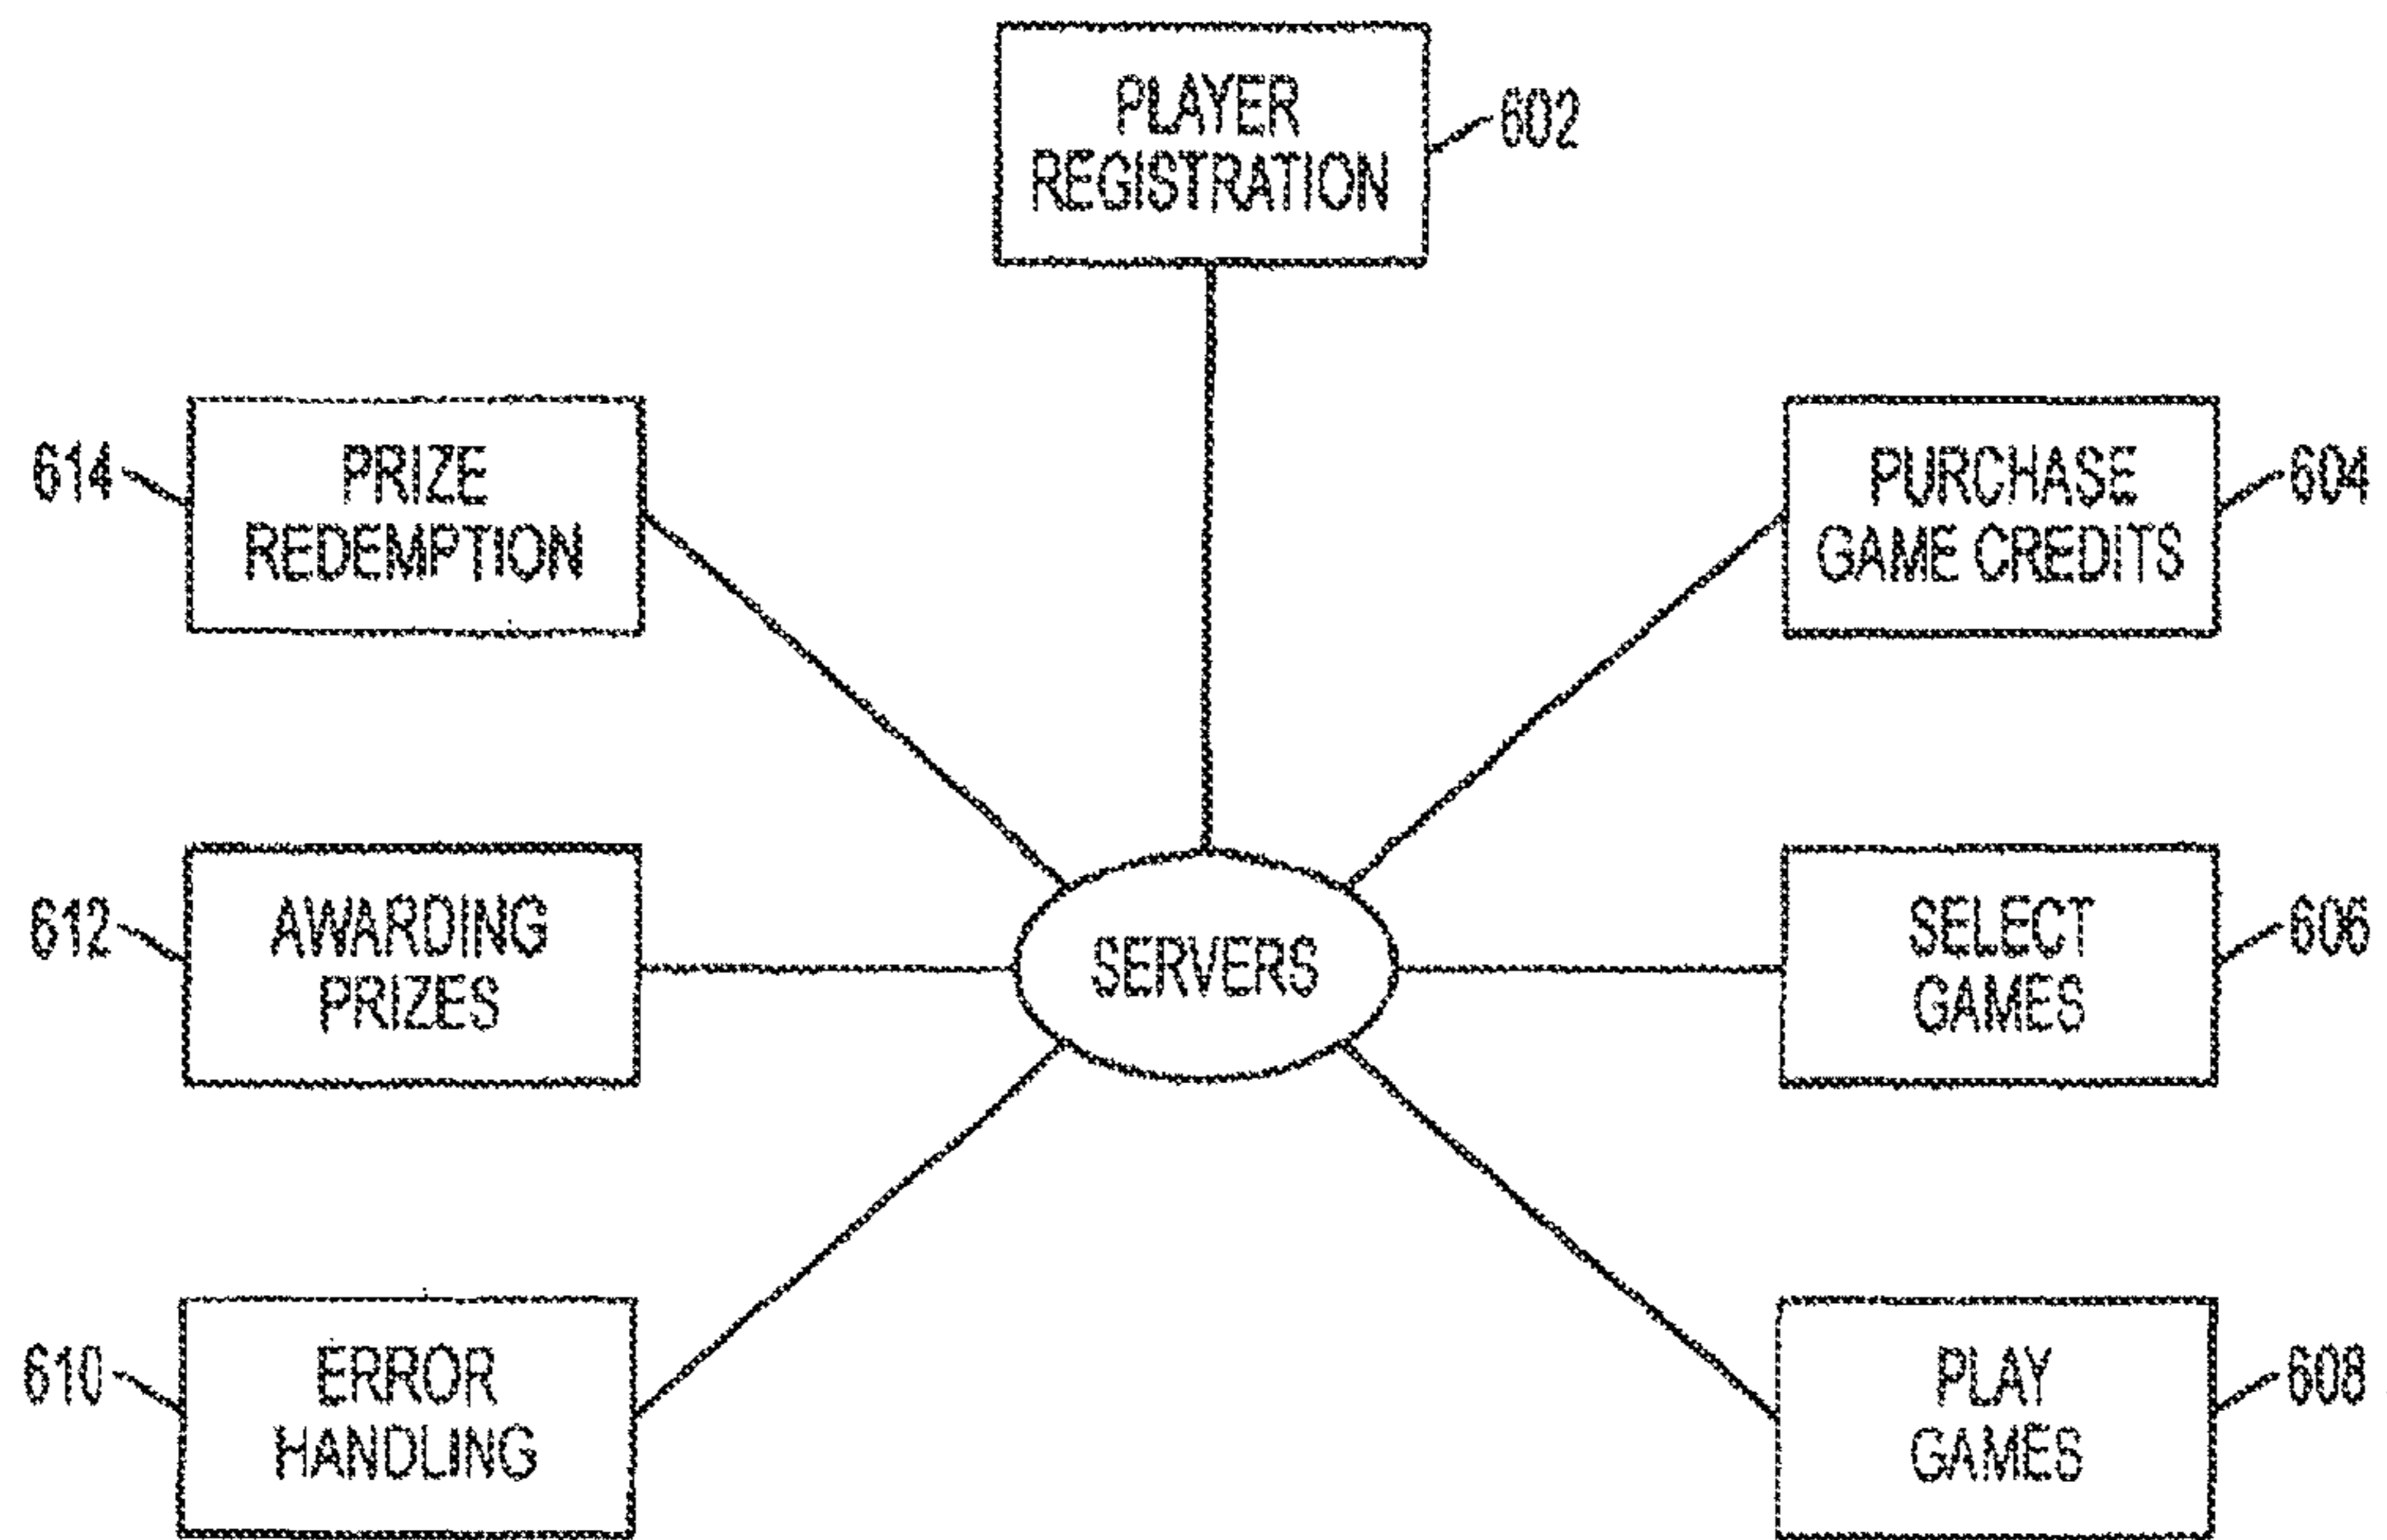 PLAYER
REGISTRATION
602
PRIZE
REDEMPTION
614
PURCHASE
GAME CREDITS
604
AWARDING
PRIZES
612
SERVERS
SELECT
GAMES
606
ERROR
HANDLING
610
PLAY
GAMES
608